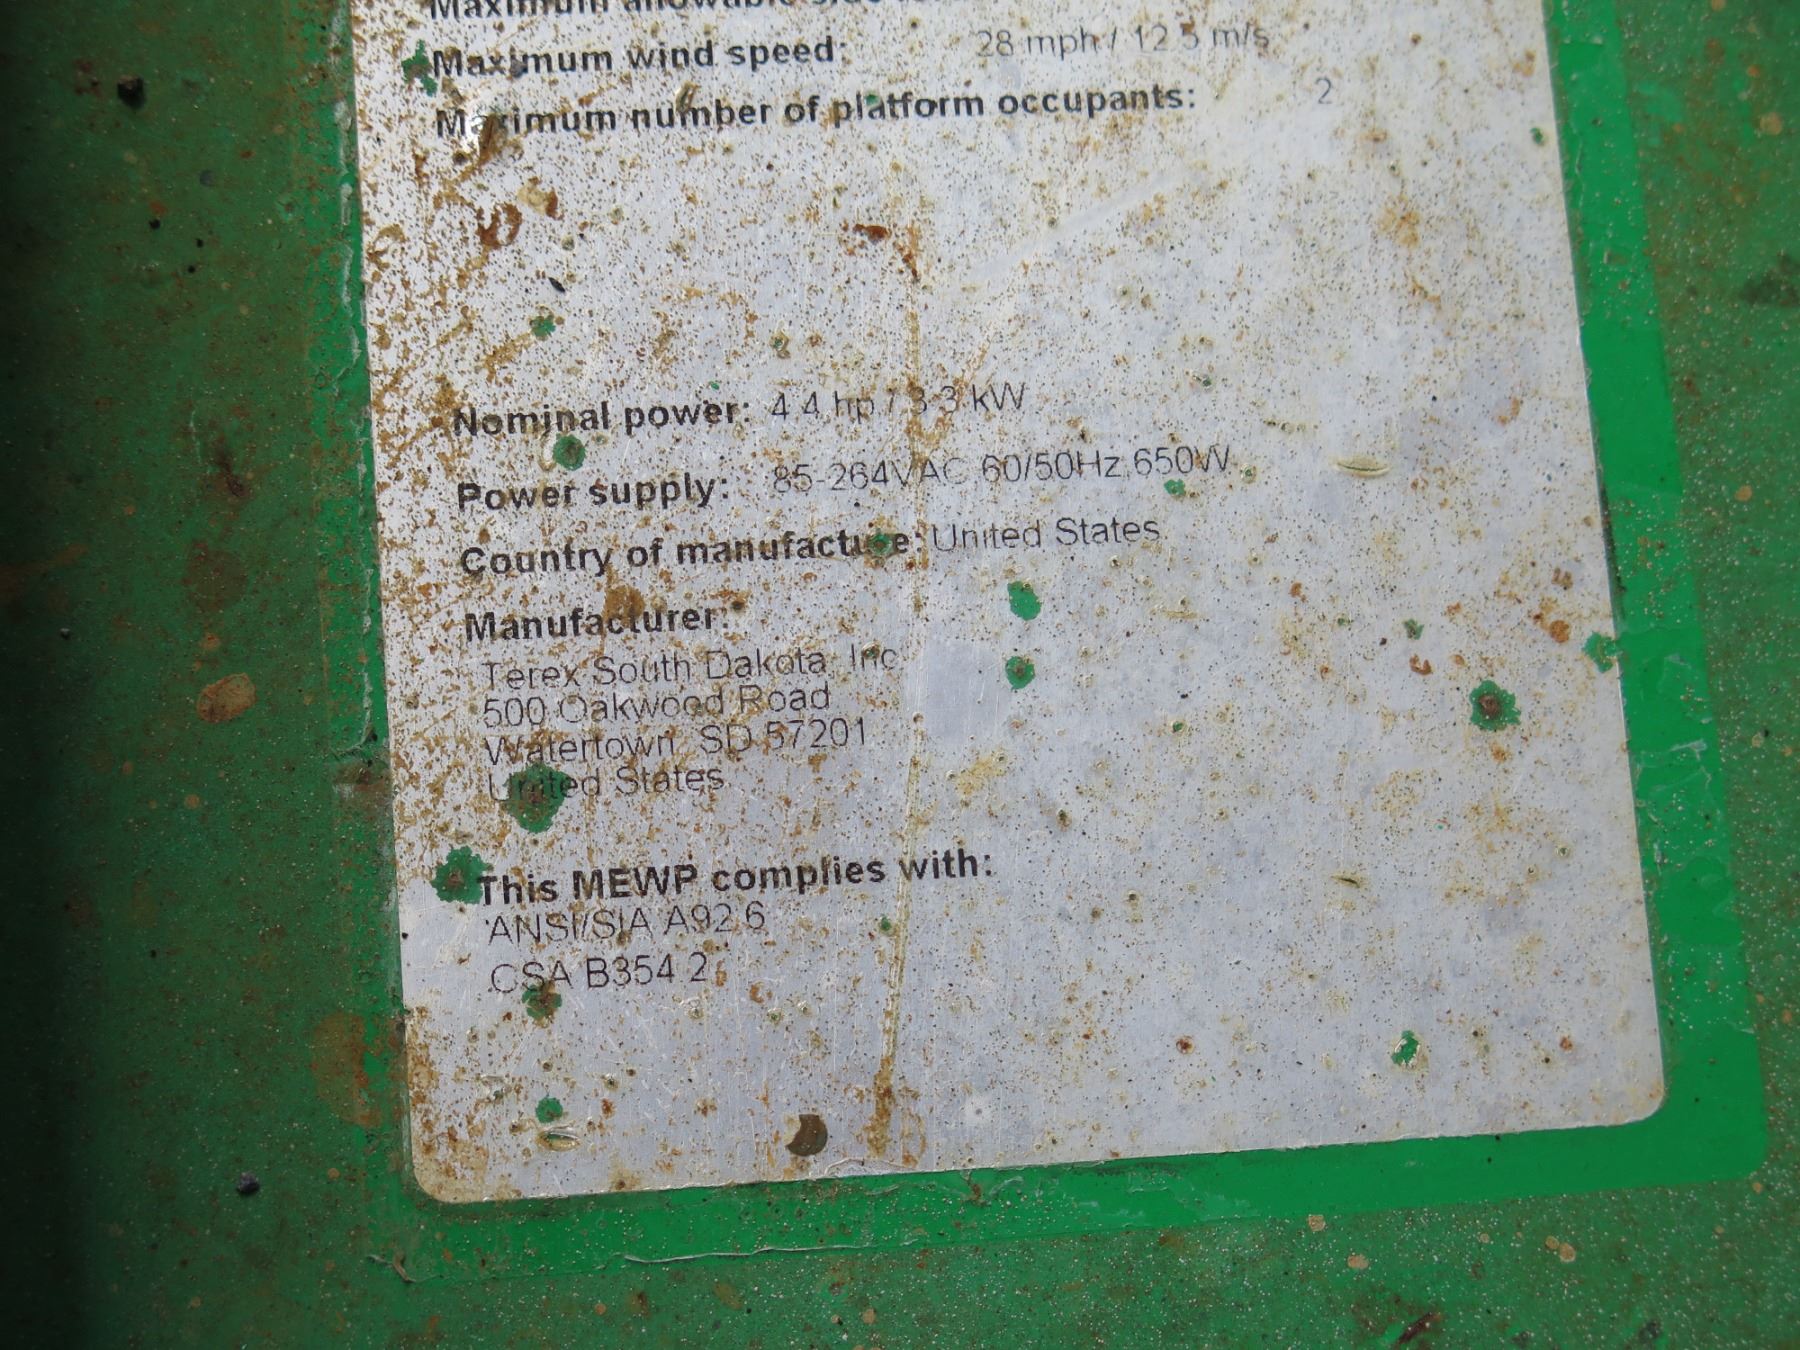 Maximum allowable side
Maximum wind speed: 28 mph / 12.5 m/s
Maximum number of platform occupants: 2
Nominal power: 4.4 hp / 3.3 kW
Power supply: 85-264VAC, 60/50Hz, 650W
Country of manufacture: United States
Manufacturer:
Terex South Dakota, Inc.
500 Oakwood Road
Watertown, SD 57201
United States
This MEWP complies with:
ANSI/SIA A92.6
CSA B354.2